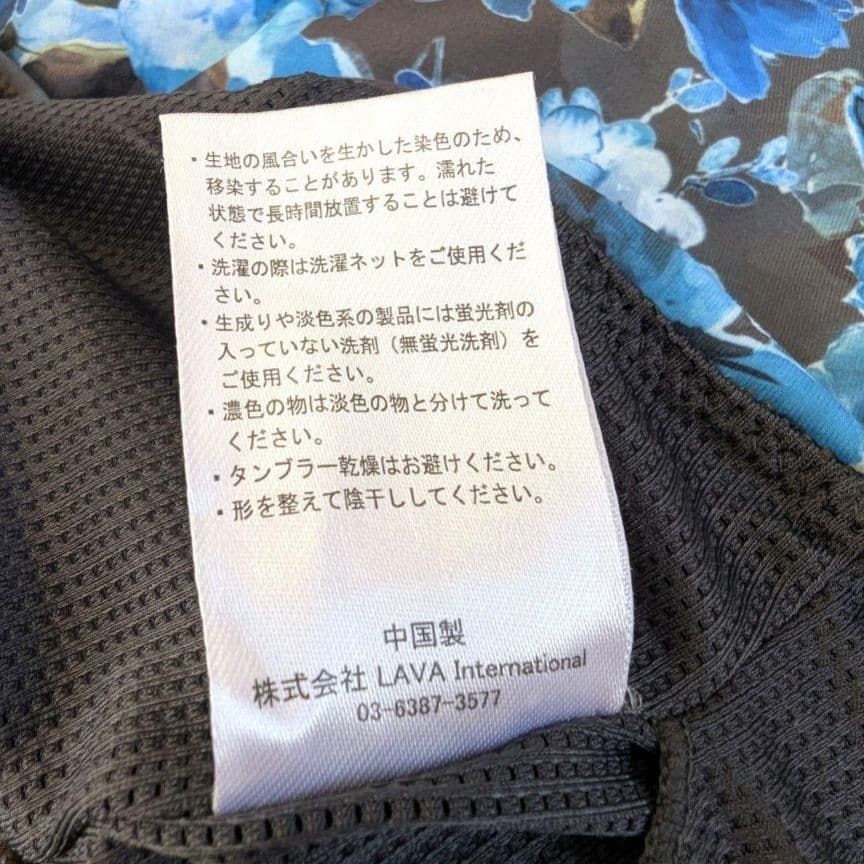 ・生地の風合いを生かした染色のため、
移染することがあります。濡れた
状態で長時間放置することは避けて
ください。
・洗濯の際は洗濯ネットをご使用くだ
さい。
・生成りや淡色系の製品には蛍光剤の
入っていない洗剤（無蛍光洗剤）を
ご使用ください。
・濃色の物は淡色の物と分けて洗って
ください。
・タンブラー乾燥はお避けください。
・形を整えて陰干ししてください。
中国製
株式会社 LAVA International
03-6387-3577